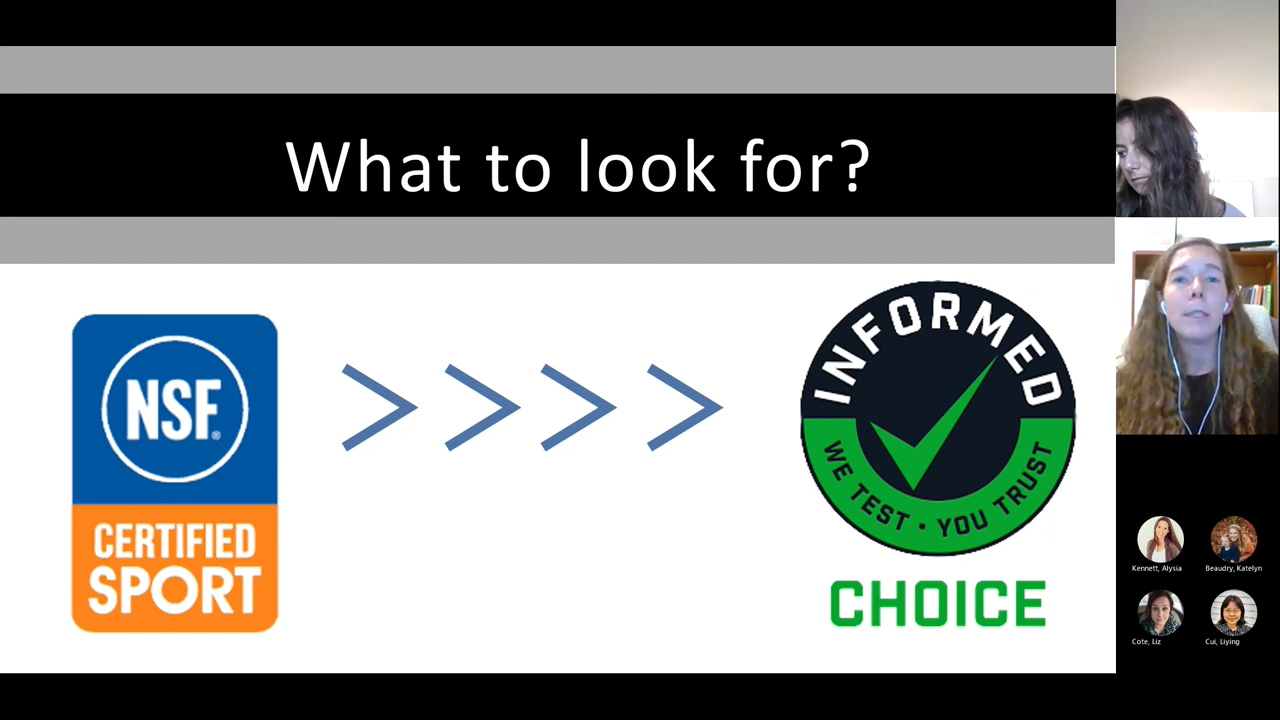 What to look for?
NSF®
CERTIFIED
SPORT
> > > >
INFORMED
WE TEST · YOU TRUST
CHOICE
Kennett, Alysia
Beaudry, Katelyn
Cote, Liz
Cui, Liying